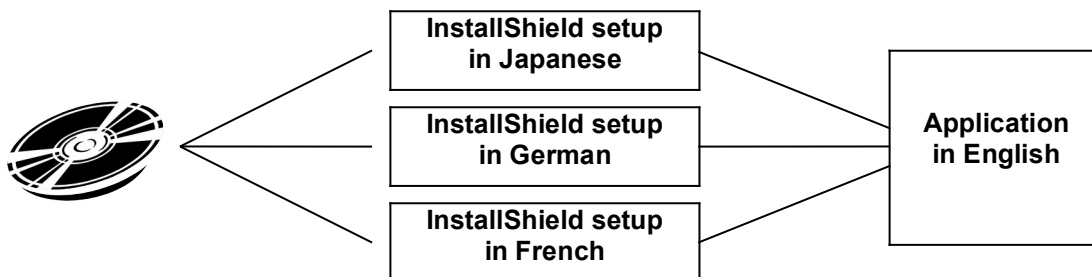 InstallShield setup
in Japanese
InstallShield setup
in German
InstallShield setup
in French
Application
in English